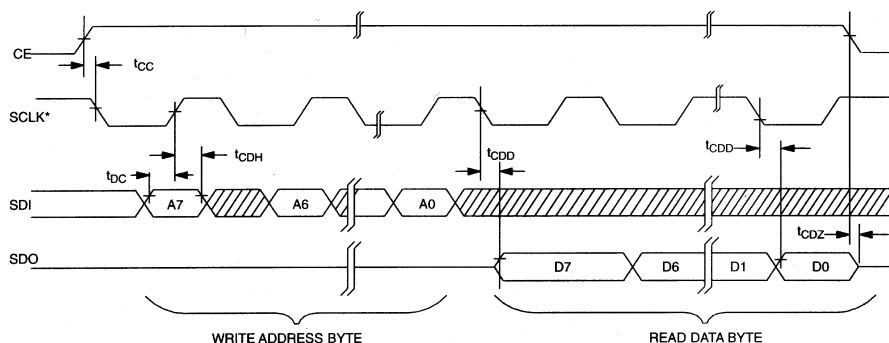 CE
tCC
SCLK*
tCDH
tCDD
tCDD
tDC
SDI
A7
A6
A0
tCDZ
SDO
D7
D6
D1
D0
WRITE ADDRESS BYTE
READ DATA BYTE